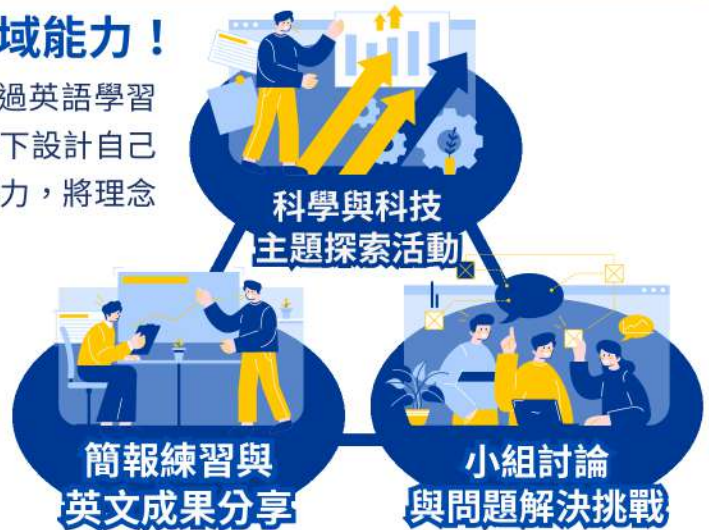 域能力！
過英語學習
下設計自己
力，將理念
科學與科技
主題探索活動
簡報練習與
英文成果分享
小組討論
與問題解決挑戰